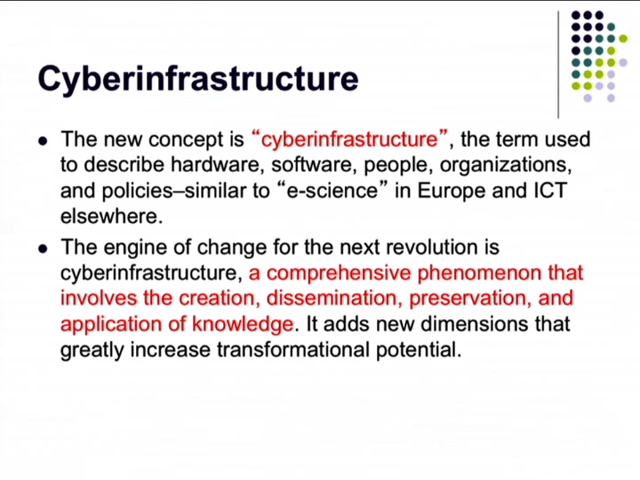 Cyberinfrastructure
● The new concept is “cyberinfrastructure”, the term used
to describe hardware, software, people, organizations,
and policies–similar to “e-science” in Europe and ICT
elsewhere.
● The engine of change for the next revolution is
cyberinfrastructure, a comprehensive phenomenon that
involves the creation, dissemination, preservation, and
application of knowledge. It adds new dimensions that
greatly increase transformational potential.